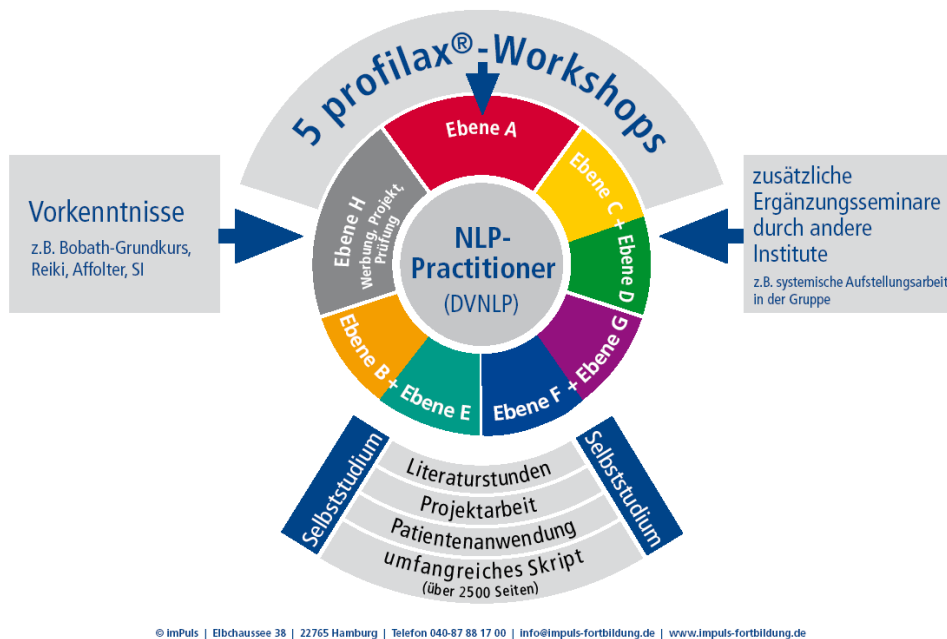 5 profilax®-Workshops
Ebene A
Ebene C + Ebene D
Ebene H
Werbung, Projekt,
Prüfung
NLP-
Practitioner
(DVNLP)
Vorkenntnisse
z.B. Bobath-Grundkurs,
Reiki, Affolter, SI
zusätzliche
Ergänzungsseminare
durch andere
Institute
z.B. systemische Aufstellungsarbeit
in der Gruppe
Ebene B + Ebene E
Ebene F + Ebene G
Selbststudium
Literaturstunden
Projektarbeit
Patientenanwendung
umfangreiches Skript
(über 2500 Seiten)
Selbststudium
© imPuls | Elbchaussee 38 | 22765 Hamburg | Telefon 040-87 88 17 00 | info@impuls-fortbildung.de | www.impuls-fortbildung.de